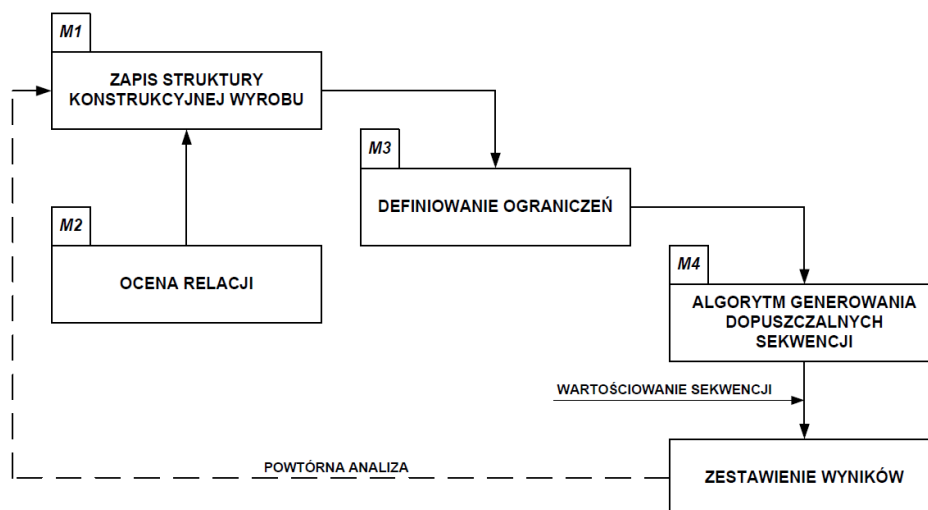 M1
ZAPIS STRUKTURY
KONSTRUKCYJNEJ WYROBU
M3
DEFINIOWANIE OGRANICZEŃ
M2
OCENA RELACJI
M4
ALGORYTM GENEROWANIA
DOPUSZCZALNYCH
SEKWENCJI
WARTOŚCIOWANIE SEKWENCJI
POWTÓRNA ANALIZA
ZESTAWIENIE WYNIKÓW